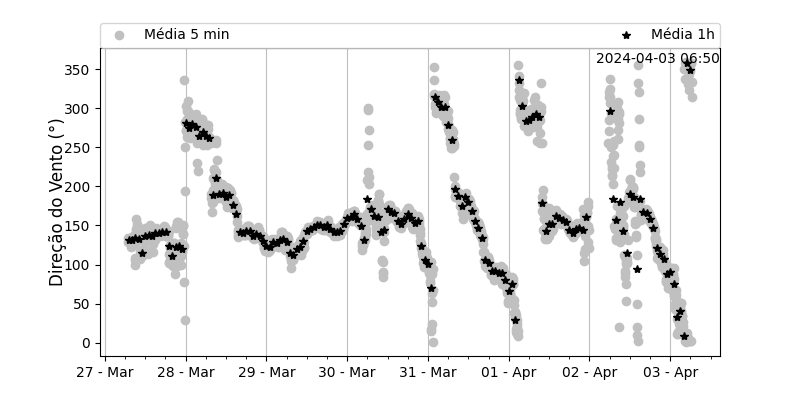 Média 5 min
Média 1h
2024-04-03 06:50
Direção do Vento (°)
350
300
250
200
150
100
50
0
27 - Mar
28 - Mar
29 - Mar
30 - Mar
31 - Mar
01 - Apr
02 - Apr
03 - Apr